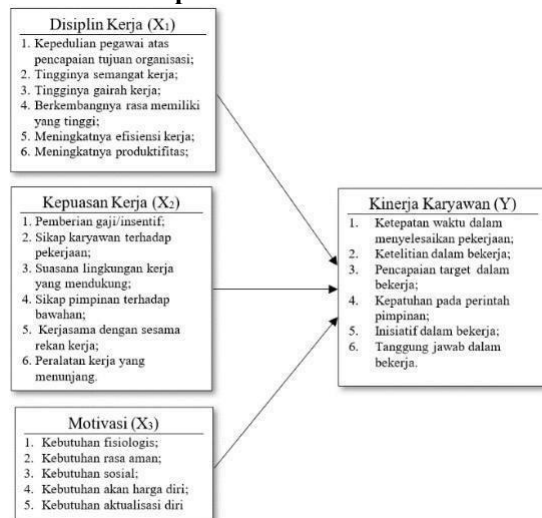 Disiplin Kerja (X₁)
1. Kepedulian pegawai atas
pencapaian tujuan organisasi;
2. Tingginya semangat kerja;
3. Tingginya gairah kerja;
4. Berkembangnya rasa memiliki
yang tinggi;
5. Meningkatnya efisiensi kerja;
6. Meningkatnya produktifitas;
Kepuasan Kerja (X₂)
1. Pemberian gaji/insentif;
2. Sikap karyawan terhadap
pekerjaan;
3. Suasana lingkungan kerja
yang mendukung;
4. Sikap pimpinan terhadap
bawahan;
5. Kerjasama dengan sesama
rekan kerja;
6. Peralatan kerja yang
menunjang.
Motivasi (X₃)
1. Kebutuhan fisiologis;
2. Kebutuhan rasa aman;
3. Kebutuhan sosial;
4. Kebutuhan akan harga diri;
5. Kebutuhan aktualisasi diri
Kinerja Karyawan (Y)
1. Ketepatan waktu dalam
menyelesaikan pekerjaan;
2. Ketelitian dalam bekerja;
3. Pencapaian target dalam
bekerja;
4. Kepatuhan pada perintah
pimpinan;
5. Inisiatif dalam bekerja;
6. Tanggung jawab dalam
bekerja.